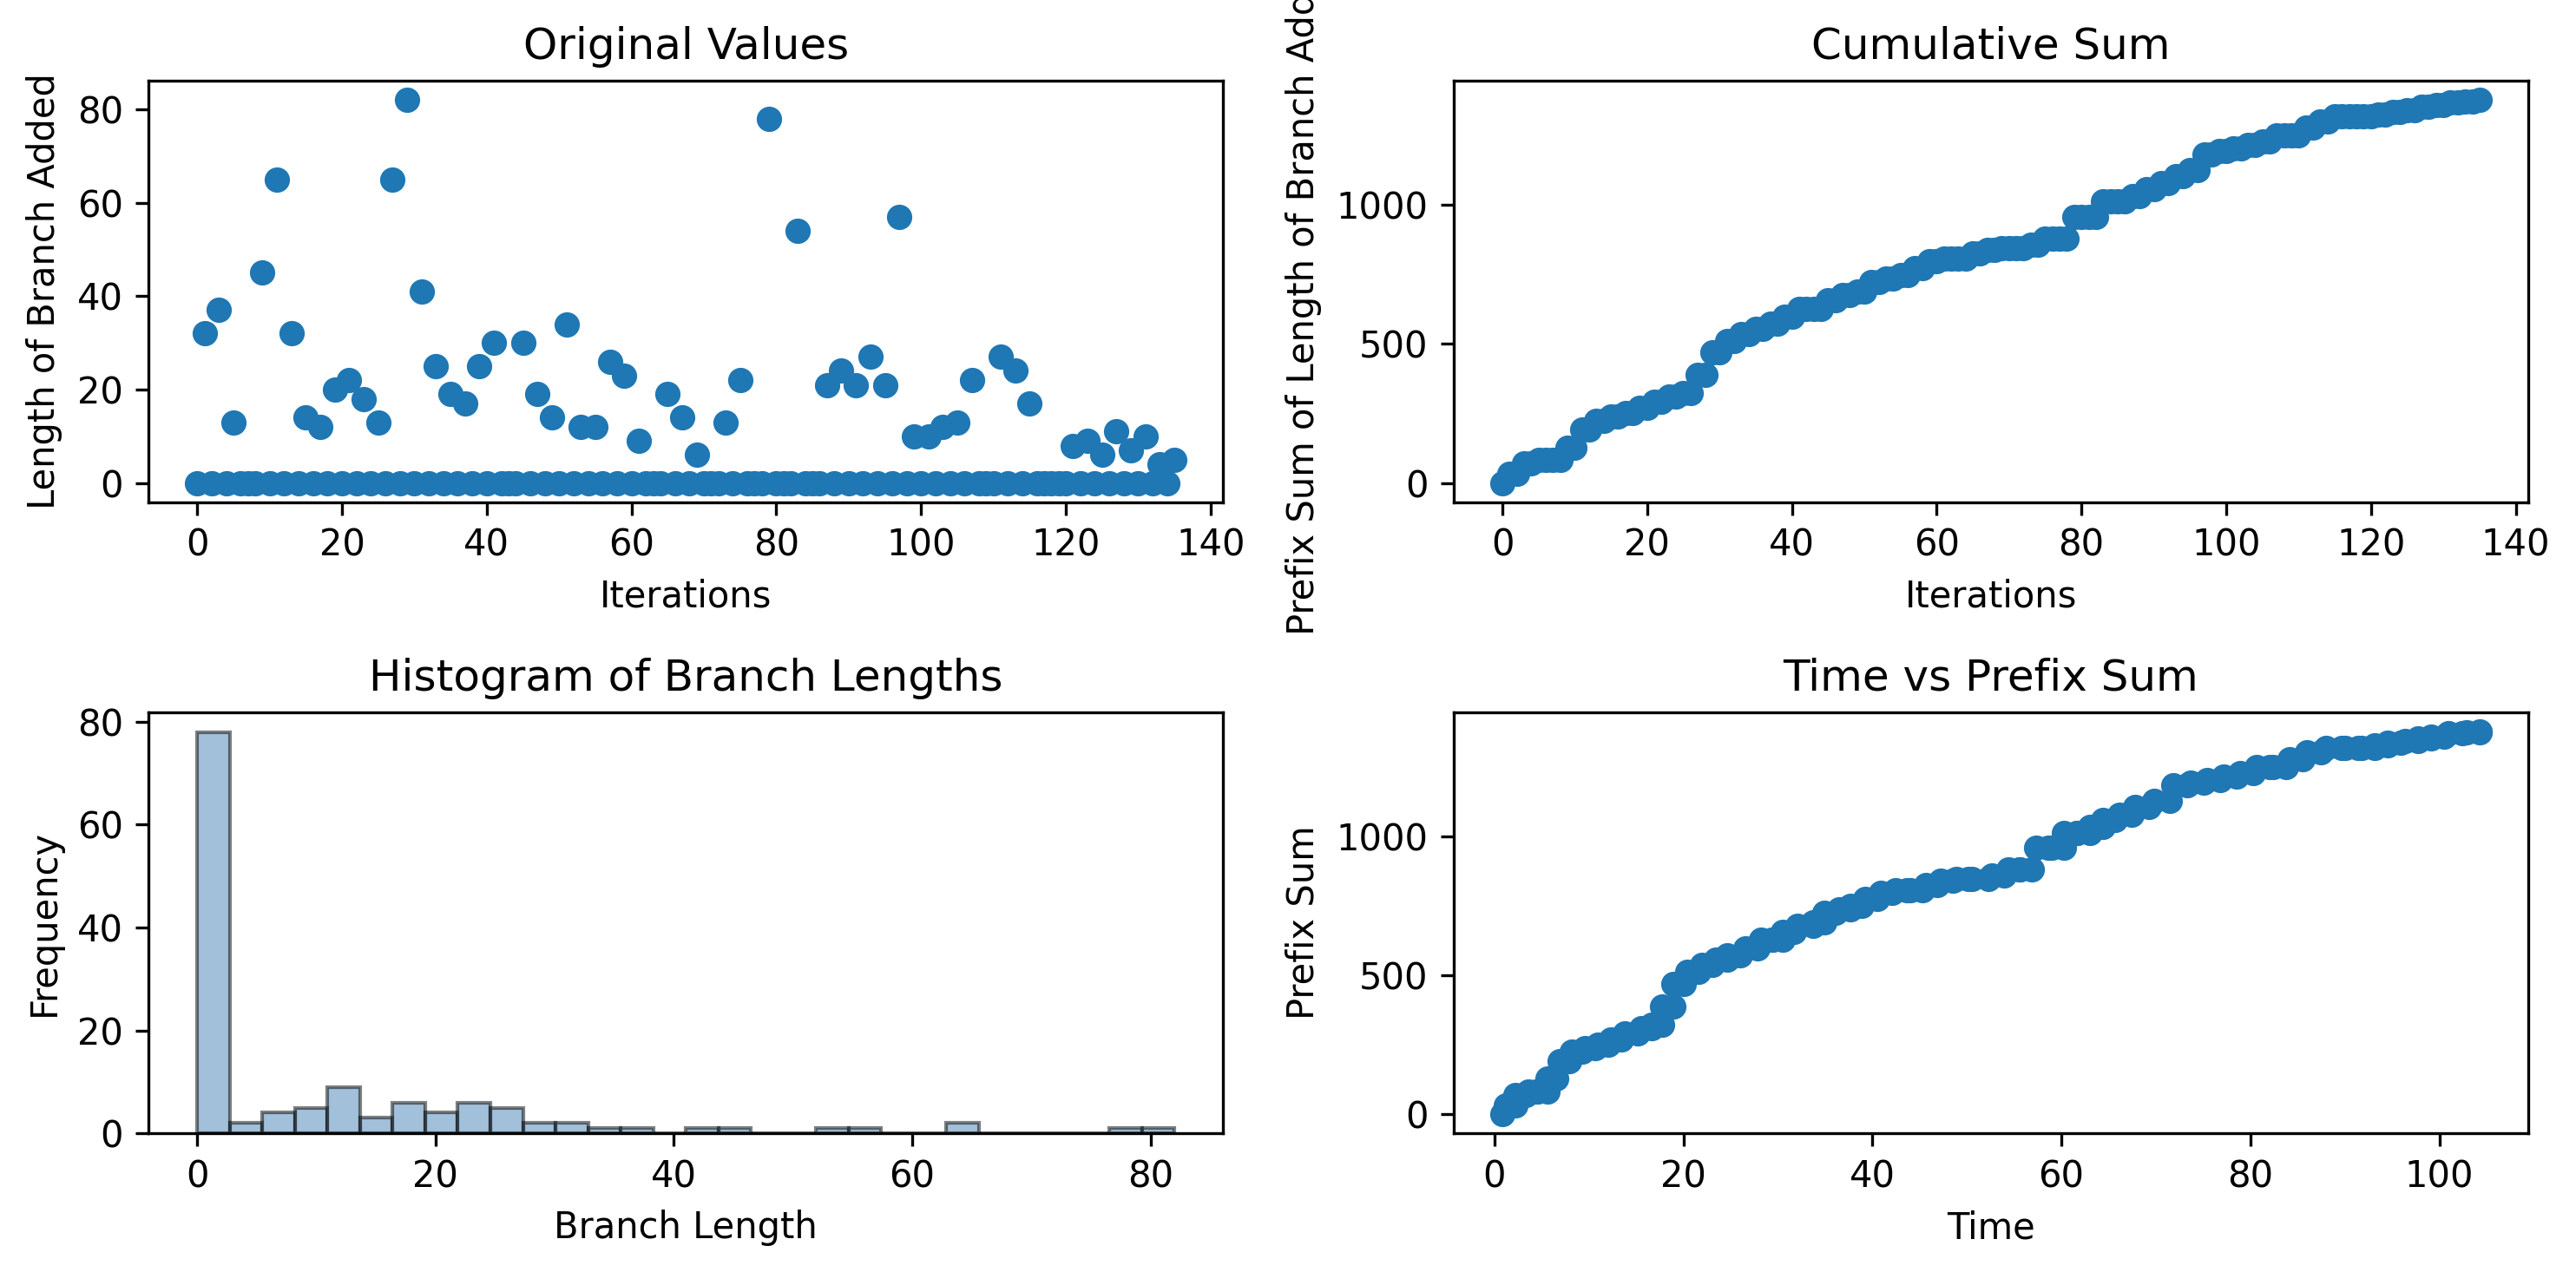 Original Values
Length of Branch Added
80
60
40
20
0
0 20 40 60 80 100 120 140
Iterations
Cumulative Sum
Prefix Sum of Length of Branch
1000
500
0
0 20 40 60 80 100 120 140
Iterations
Histogram of Branch Lengths
Frequency
80
60
40
20
0
0 20 40 60 80
Branch Length
Time vs Prefix Sum
Prefix Sum
1000
500
0
0 20 40 60 80 100
Time